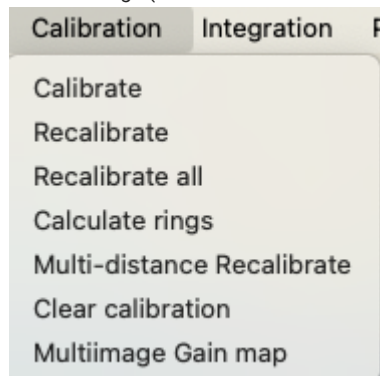 Calibration Integration
Calibrate
Recalibrate
Recalibrate all
Calculate rings
Multi-distance Recalibrate
Clear calibration
Multiimage Gain map